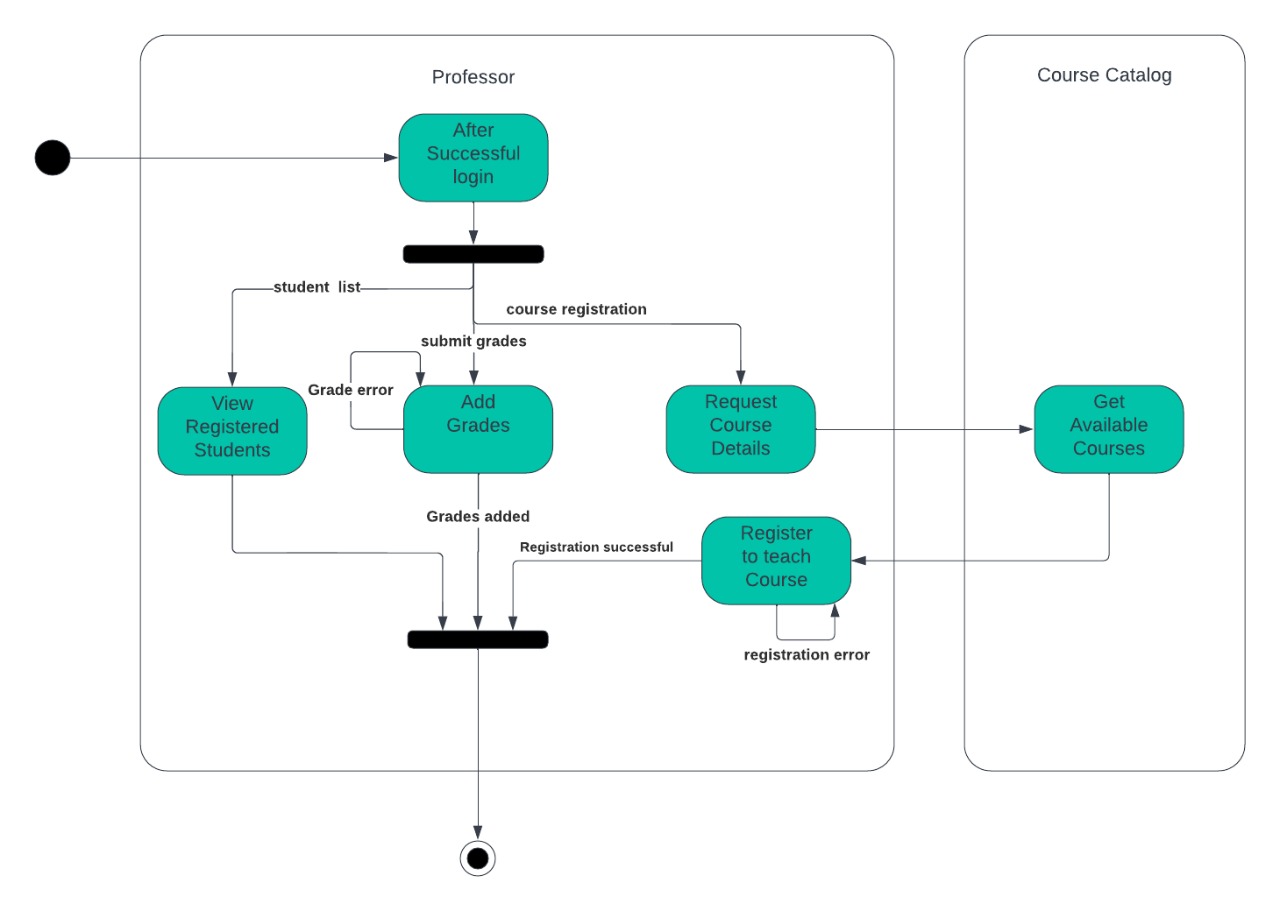 Professor
Course Catalog
After
Successful
login
student  list
course registration
submit grades
Grade error
View
Registered
Students
Add
Grades
Request
Course
Details
Get
Available
Courses
Grades added
Registration successful
Register
to teach
Course
registration error